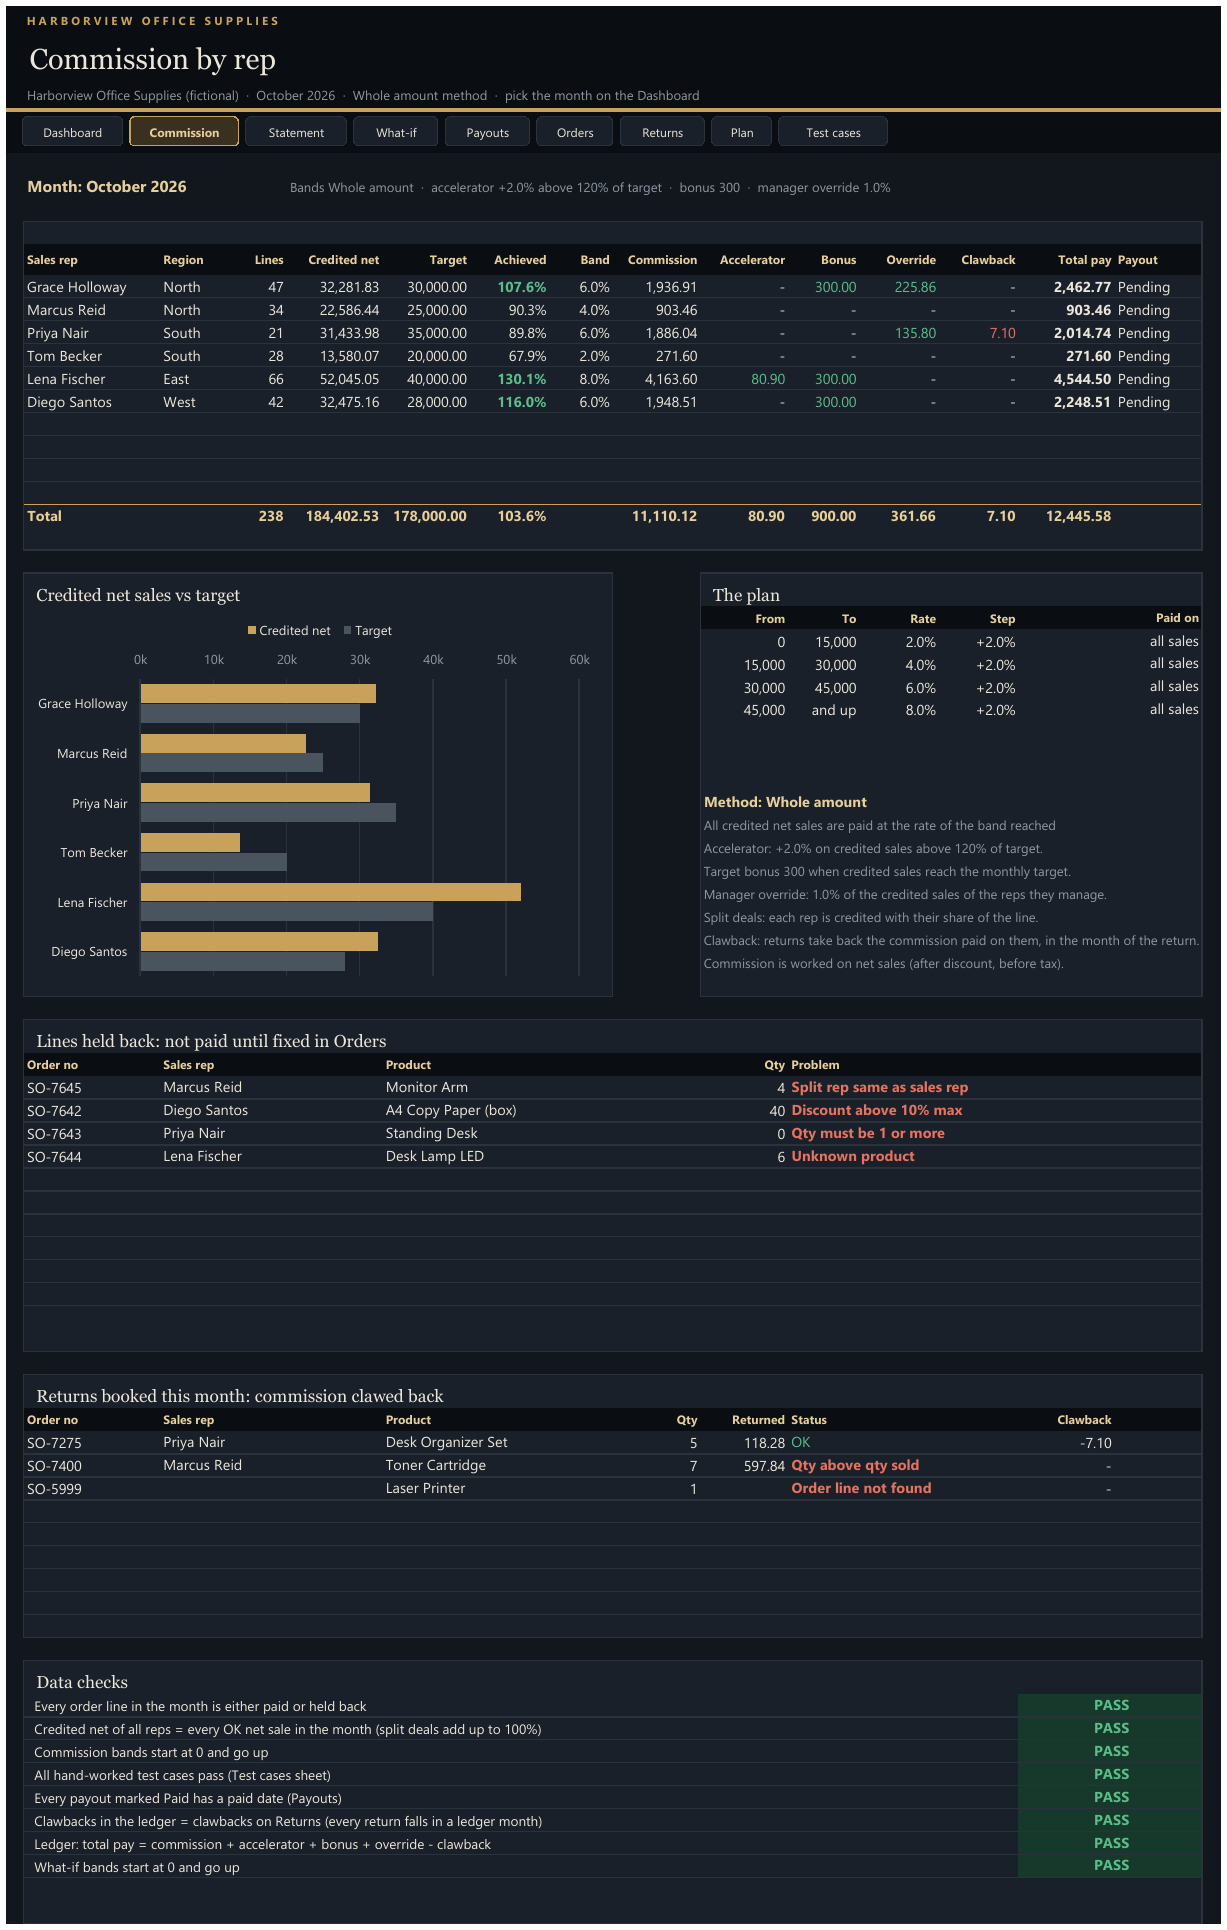 HARBORVIEW OFFICE SUPPLIES
Commission by rep
Harborview Office Supplies (fictional) · October 2026 · Whole amount method · pick the month on the Dashboard
Dashboard Commission Statement What-if Payouts Orders Returns Plan Test cases
Month: October 2026 Bands Whole amount · accelerator +2.0% above 120% of target · bonus 300 · manager override 1.0%
Sales rep Region Lines Credited net Target Achieved Band Commission Accelerator Bonus Override Clawback Total pay Payout
Grace Holloway North 47 32,281.83 30,000.00 107.6% 6.0% 1,936.91 - 300.00 225.86 - 2,462.77 Pending
Marcus Reid North 34 22,586.44 25,000.00 90.3% 4.0% 903.46 - - - - 903.46 Pending
Priya Nair South 21 31,433.98 35,000.00 89.8% 6.0% 1,886.04 - - 135.80 7.10 2,014.74 Pending
Tom Becker South 28 13,580.07 20,000.00 67.9% 2.0% 271.60 - - - - 271.60 Pending
Lena Fischer East 66 52,045.05 40,000.00 130.1% 8.0% 4,163.60 80.90 300.00 - - 4,544.50 Pending
Diego Santos West 42 32,475.16 28,000.00 116.0% 6.0% 1,948.51 - 300.00 - - 2,248.51 Pending
Total 238 184,402.53 178,000.00 103.6% 11,110.12 80.90 900.00 361.66 7.10 12,445.58
Credited net sales vs target
Credited net Target
0k 10k 20k 30k 40k 50k 60k
Grace Holloway
Marcus Reid
Priya Nair
Tom Becker
Lena Fischer
Diego Santos
The plan
From To Rate Step Paid on
0 15,000 2.0% +2.0% all sales
15,000 30,000 4.0% +2.0% all sales
30,000 45,000 6.0% +2.0% all sales
45,000 and up 8.0% +2.0% all sales
Method: Whole amount
All credited net sales are paid at the rate of the band reached
Accelerator: +2.0% on credited sales above 120% of target.
Target bonus 300 when credited sales reach the monthly target.
Manager override: 1.0% of the credited sales of the reps they manage.
Split deals: each rep is credited with their share of the line.
Clawback: returns take back the commission paid on them, in the month of the return.
Commission is worked on net sales (after discount, before tax).
Lines held back: not paid until fixed in Orders
Order no Sales rep Product Qty Problem
SO-7645 Marcus Reid Monitor Arm 4 Split rep same as sales rep
SO-7642 Diego Santos A4 Copy Paper (box) 40 Discount above 10% max
SO-7643 Priya Nair Standing Desk 0 Qty must be 1 or more
SO-7644 Lena Fischer Desk Lamp LED 6 Unknown product
Returns booked this month: commission clawed back
Order no Sales rep Product Qty Returned Status Clawback
SO-7275 Priya Nair Desk Organizer Set 5 118.28 OK -7.10
SO-7400 Marcus Reid Toner Cartridge 7 597.84 Qty above qty sold -
SO-5999 Laser Printer 1 Order line not found -
Data checks
Every order line in the month is either paid or held back PASS
Credited net of all reps = every OK net sale in the month (split deals add up to 100%) PASS
Commission bands start at 0 and go up PASS
All hand-worked test cases pass (Test cases sheet) PASS
Every payout marked Paid has a paid date (Payouts) PASS
Clawbacks in the ledger = clawbacks on Returns (every return falls in a ledger month) PASS
Ledger: total pay = commission + accelerator + bonus + override - clawback PASS
What-if bands start at 0 and go up PASS